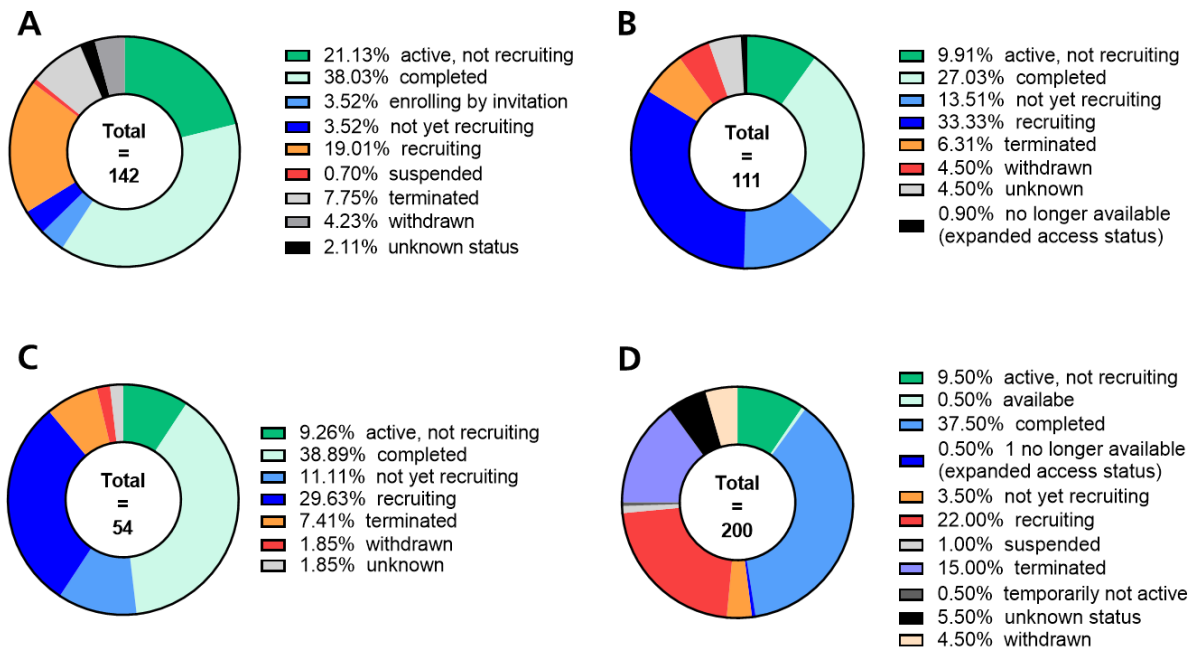 A
Total
=
142
21.13% active, not recruiting
38.03% completed
3.52% enrolling by invitation
3.52% not yet recruiting
19.01% recruiting
0.70% suspended
7.75% terminated
4.23% withdrawn
2.11% unknown status
B
Total
=
111
9.91% active, not recruiting
27.03% completed
13.51% not yet recruiting
33.33% recruiting
6.31% terminated
4.50% withdrawn
4.50% unknown
0.90% no longer available
(expanded access status)
C
Total
=
54
9.26% active, not recruiting
38.89% completed
11.11% not yet recruiting
29.63% recruiting
7.41% terminated
1.85% withdrawn
1.85% unknown
D
Total
=
200
9.50% active, not recruiting
0.50% availabe
37.50% completed
0.50% 1 no longer available
(expanded access status)
3.50% not yet recruiting
22.00% recruiting
1.00% suspended
15.00% terminated
0.50% temporarily not active
5.50% unknown status
4.50% withdrawn